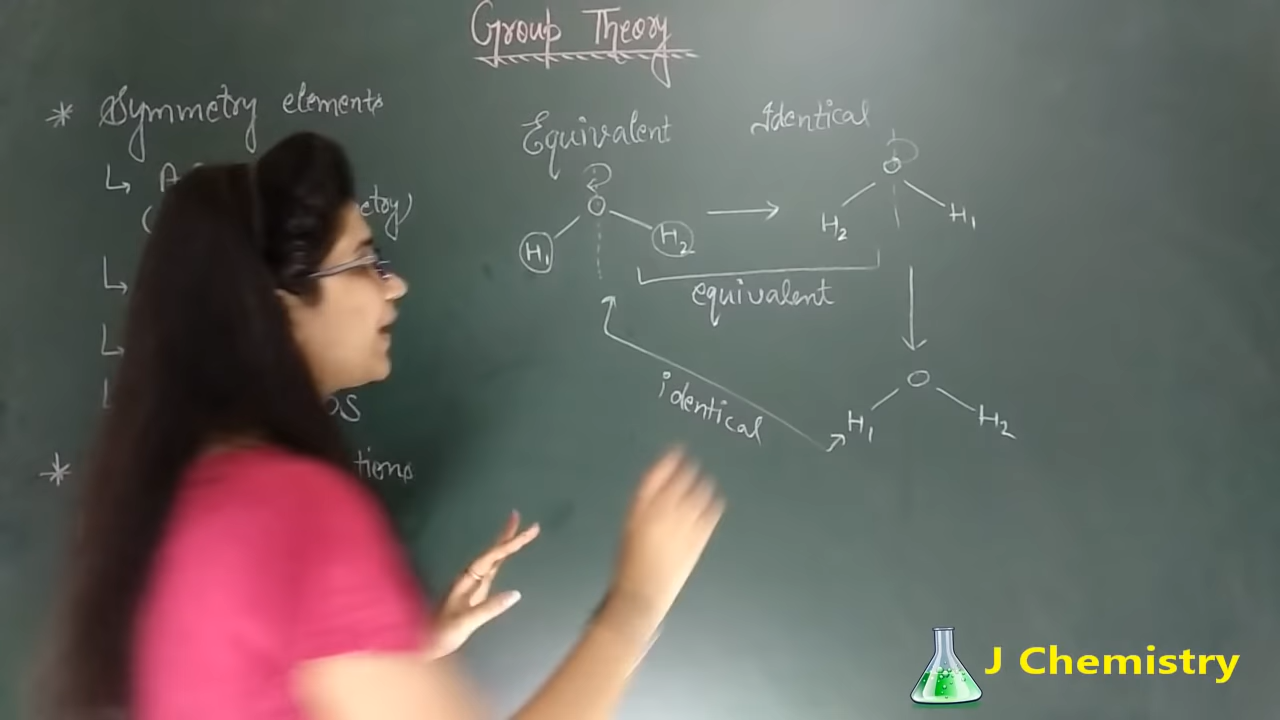 Group Theory
* Symmetry elements
Equivalent
Identical
O
H₁
H₂
O
H₂
H₁
equivalent
identical
O
H₁
H₂
*
J Chemistry